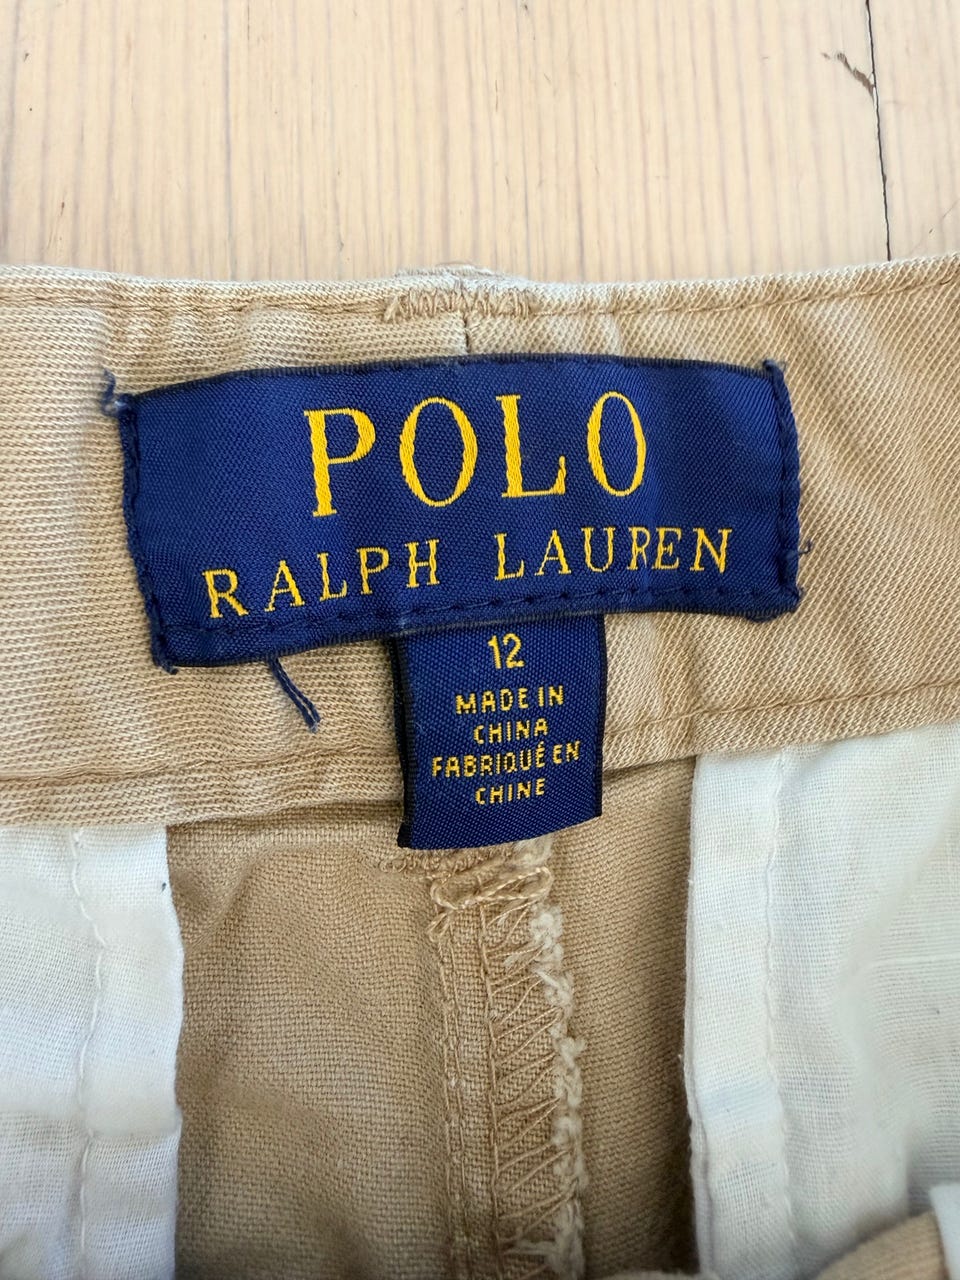 POLO
RALPH LAUREN
12
MADE IN
CHINA
FABRIQUÉ EN
CHINE